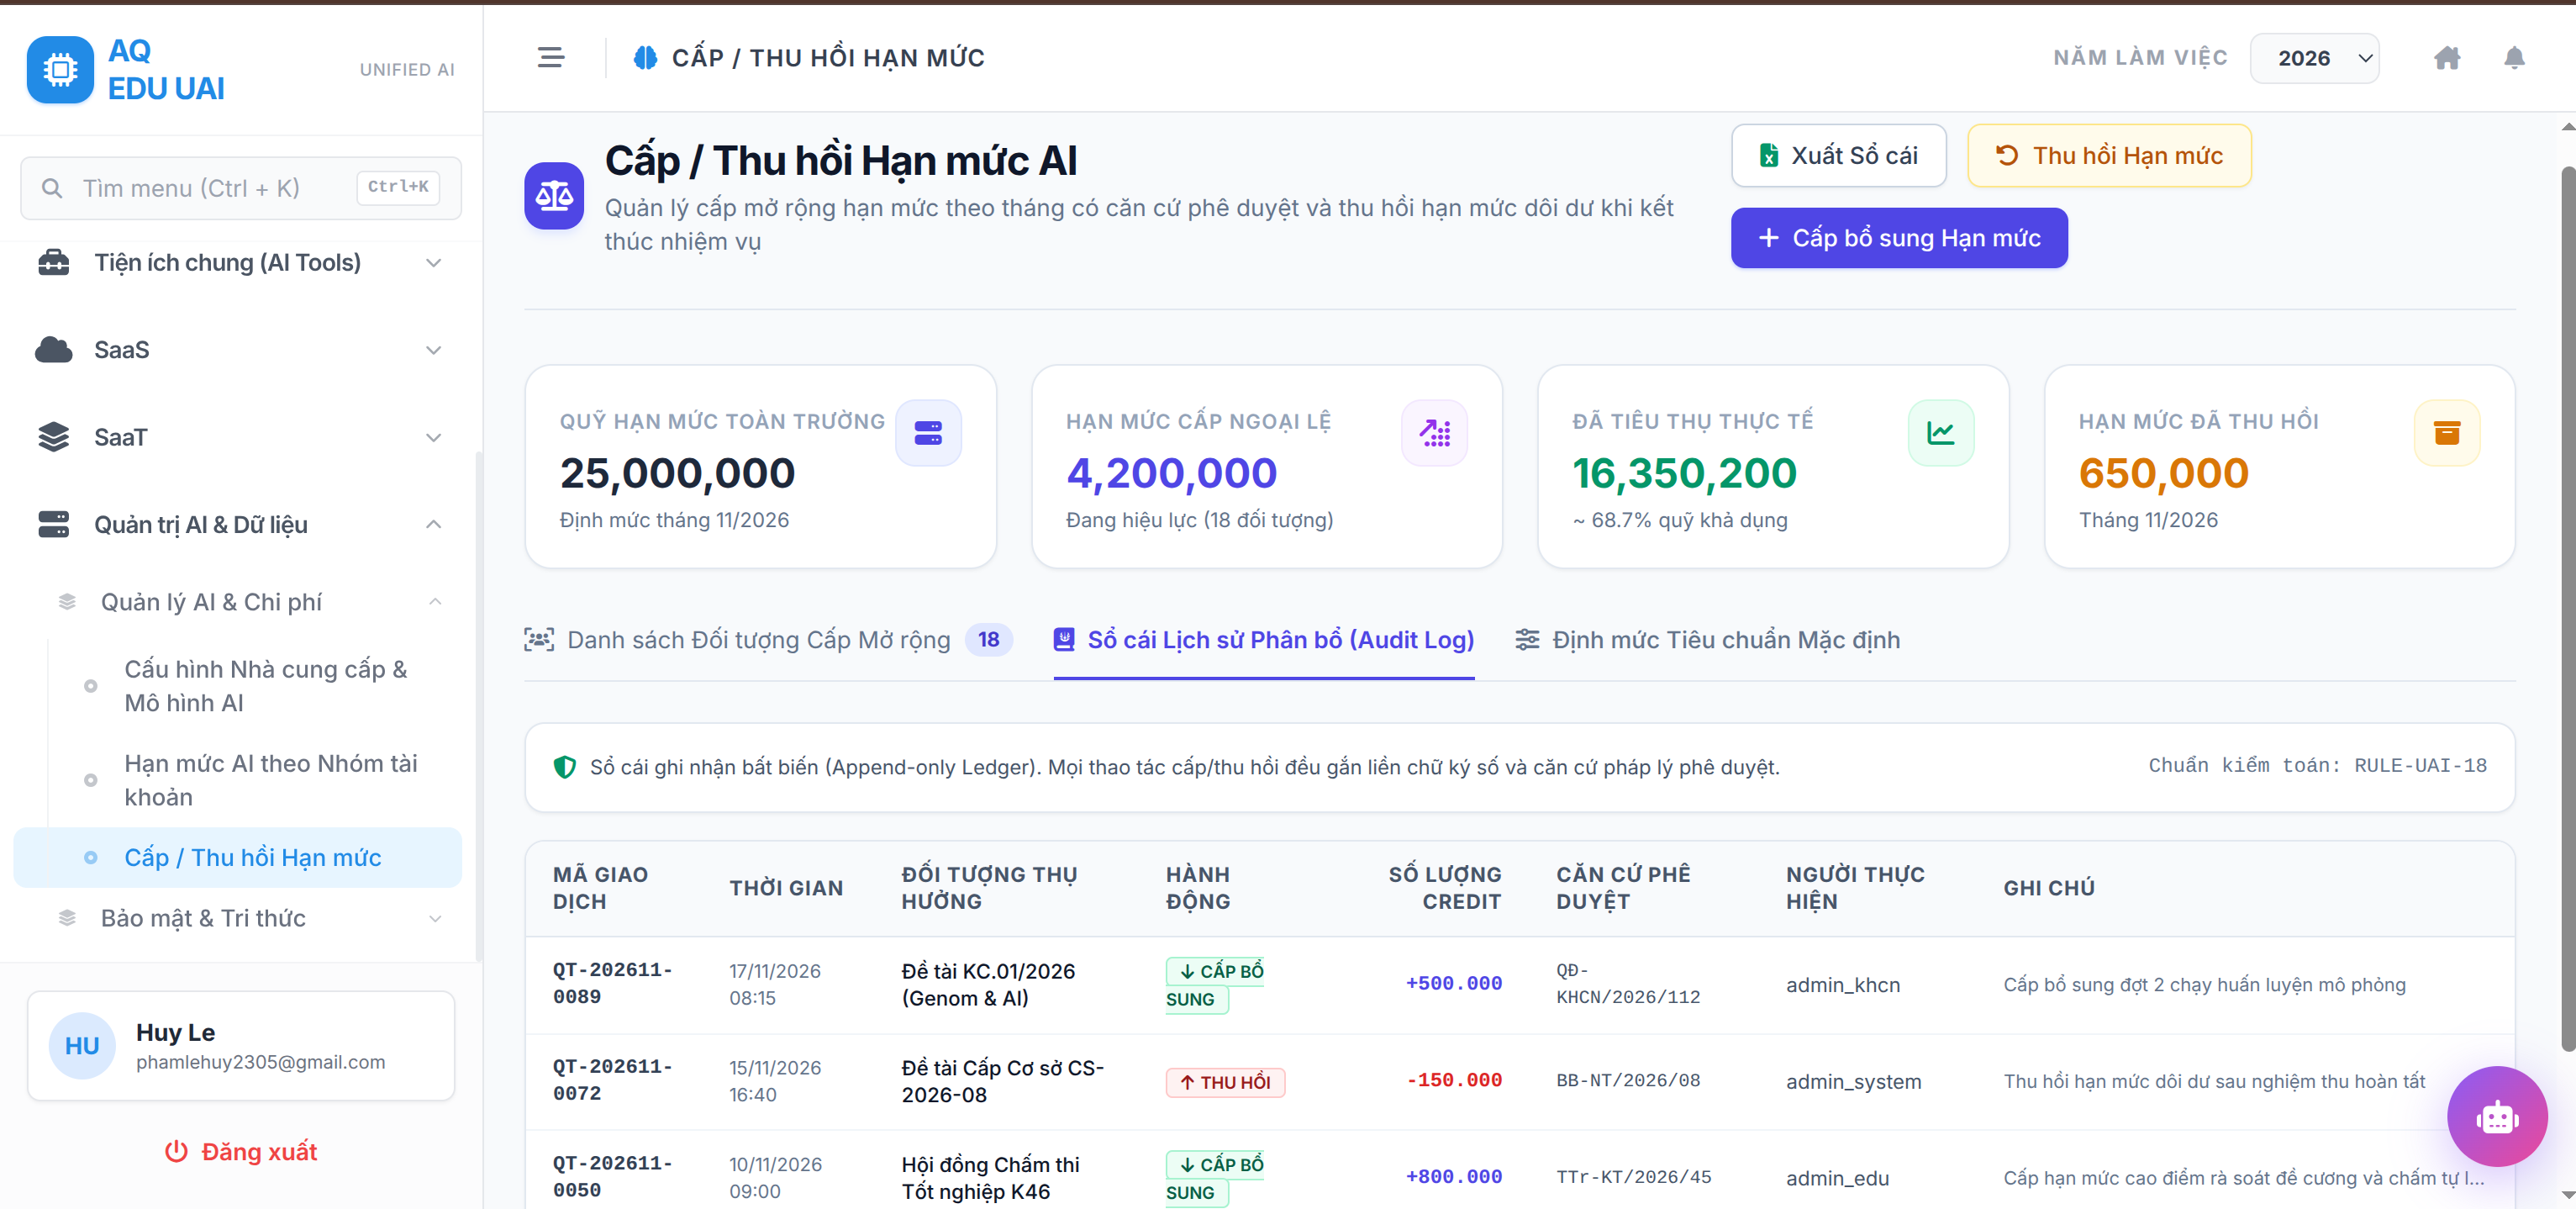 AQ
EDU UAI
UNIFIED AI
Tìm menu (Ctrl + K)
Ctrl+K
Tiện ích chung (AI Tools)
SaaS
SaaT
Quản trị AI & Dữ liệu
Quản lý AI & Chi phí
Cấu hình Nhà cung cấp &
Mô hình AI
Hạn mức AI theo Nhóm tài
khoản
Cấp / Thu hồi Hạn mức
Bảo mật & Tri thức
HU
Huy Le
phamlehuy2305@gmail.com
Đăng xuất
CẤP / THU HỒI HẠN MỨC
NĂM LÀM VIỆC
2026
Cấp / Thu hồi Hạn mức AI
Quản lý cấp mở rộng hạn mức theo tháng có căn cứ phê duyệt và thu hồi hạn mức dôi dư khi kết
thúc nhiệm vụ
Xuất Sổ cái
Thu hồi Hạn mức
Cấp bổ sung Hạn mức
QUỸ HẠN MỨC TOÀN TRƯỜNG
25,000,000
Định mức tháng 11/2026
HẠN MỨC CẤP NGOẠI LỆ
4,200,000
Đang hiệu lực (18 đối tượng)
ĐÃ TIÊU THỤ THỰC TẾ
16,350,200
~ 68.7% quỹ khả dụng
HẠN MỨC ĐÃ THU HỒI
650,000
Tháng 11/2026
Danh sách Đối tượng Cấp Mở rộng 18
Sổ cái Lịch sử Phân bổ (Audit Log)
Định mức Tiêu chuẩn Mặc định
Sổ cái ghi nhận bất biến (Append-only Ledger). Mọi thao tác cấp/thu hồi đều gắn liền chữ ký số và căn cứ pháp lý phê duyệt.
Chuẩn kiểm toán: RULE-UAI-18
MÃ GIAO
DỊCH
THỜI GIAN
ĐỐI TƯỢNG THỤ
HƯỞNG
HÀNH
ĐỘNG
SỐ LƯỢNG
CREDIT
CĂN CỨ PHÊ
DUYỆT
NGƯỜI THỰC
HIỆN
GHI CHÚ
QT-202611-
0089
17/11/2026
08:15
Đề tài KC.01/2026
(Genom & AI)
CẤP BỔ
SUNG
+500.000
QĐ-
KHCN/2026/112
admin_khcn
Cấp bổ sung đợt 2 chạy huấn luyện mô phỏng
QT-202611-
0072
15/11/2026
16:40
Đề tài Cấp Cơ sở CS-
2026-08
THU HỒI
-150.000
BB-NT/2026/08
admin_system
Thu hồi hạn mức dôi dư sau nghiệm thu hoàn tất
QT-202611-
0050
10/11/2026
09:00
Hội đồng Chấm thi
Tốt nghiệp K46
CẤP BỔ
SUNG
+800.000
TTr-KT/2026/45
admin_edu
Cấp hạn mức cao điểm rà soát đề cương và chấm tự l...